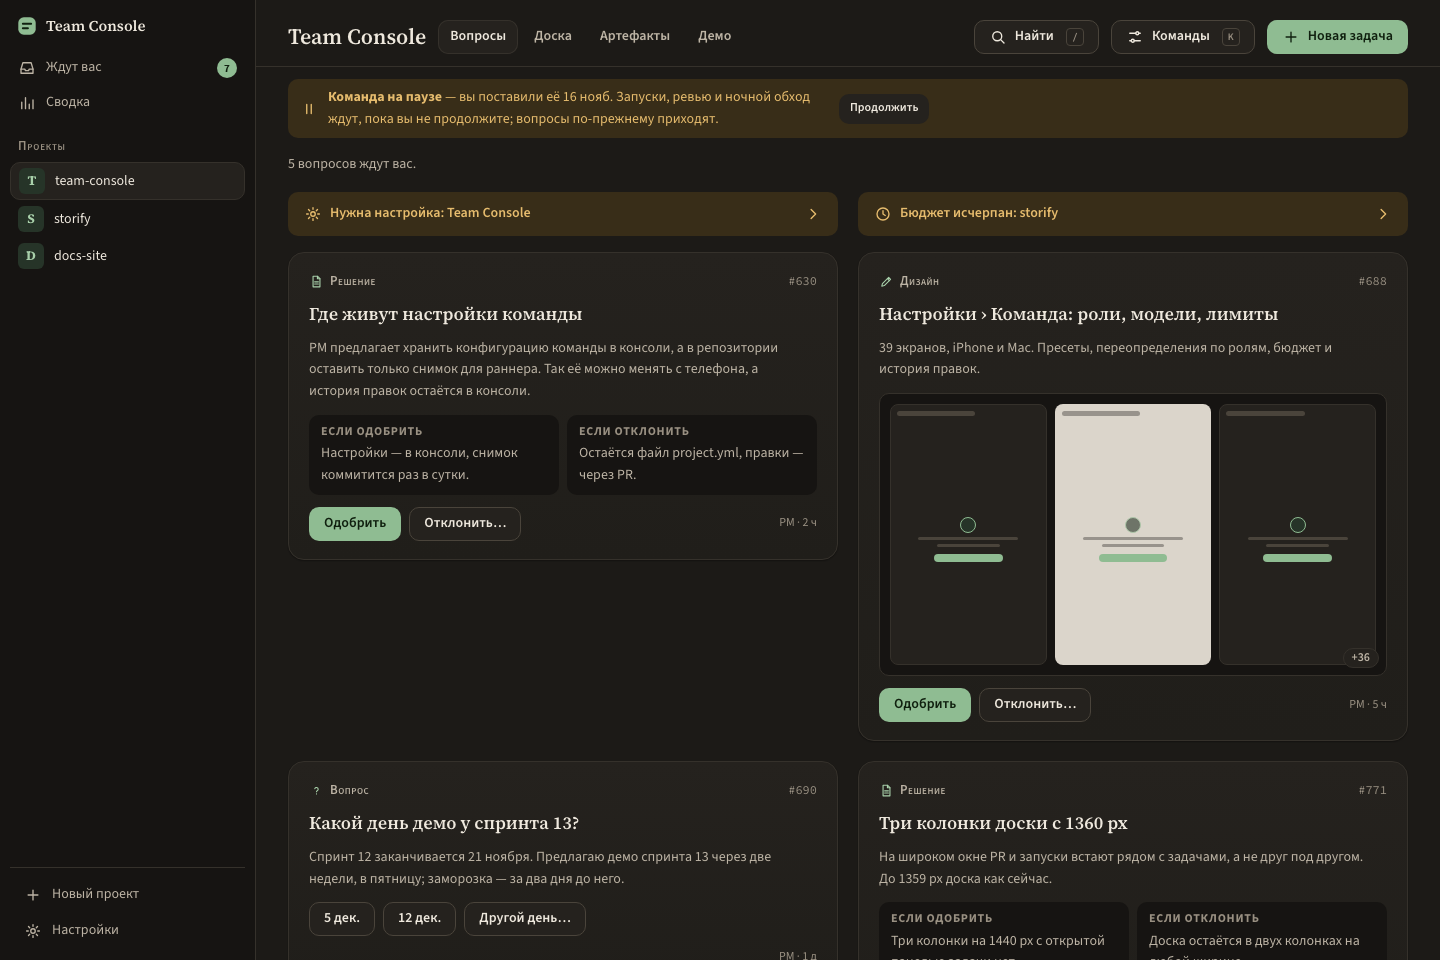 Team Console
Ждут вас
7
Сводка
Проекты
T team-console
S storify
D docs-site
Новый проект
Настройки
Team Console
Вопросы
Доска
Артефакты
Демо
Найти /
Команды K
Новая задача
Команда на паузе — вы поставили её 16 нояб. Запуски, ревью и ночной обход
ждут, пока вы не продолжите; вопросы по-прежнему приходят.
Продолжить
5 вопросов ждут вас.
Нужна настройка: Team Console
Бюджет исчерпан: storify
Решение
#630
Где живут настройки команды
PM предлагает хранить конфигурацию команды в консоли, а в репозитории
оставить только снимок для раннера. Так её можно менять с телефона, а
история правок остаётся в консоли.
ЕСЛИ ОДОБРИТЬ
Настройки — в консоли, снимок
коммитится раз в сутки.
ЕСЛИ ОТКЛОНИТЬ
Остаётся файл project.yml, правки —
через PR.
Одобрить
Отклонить…
PM · 2 ч
Дизайн
#688
Настройки › Команда: роли, модели, лимиты
39 экранов, iPhone и Mac. Пресеты, переопределения по ролям, бюджет и
история правок.
+36
Одобрить
Отклонить…
PM · 5 ч
? Вопрос
#690
Какой день демо у спринта 13?
Спринт 12 заканчивается 21 ноября. Предлагаю демо спринта 13 через две
недели, в пятницу; заморозка — за два дня до него.
5 дек.
12 дек.
Другой день…
PM · 1 д
Решение
#771
Три колонки доски с 1360 px
На широком окне PR и запуски встают рядом с задачами, а не друг под другом.
До 1359 px доска как сейчас.
ЕСЛИ ОДОБРИТЬ
Три колонки на 1440 px с открытой
ЕСЛИ ОТКЛОНИТЬ
Доска остаётся в двух колонках на